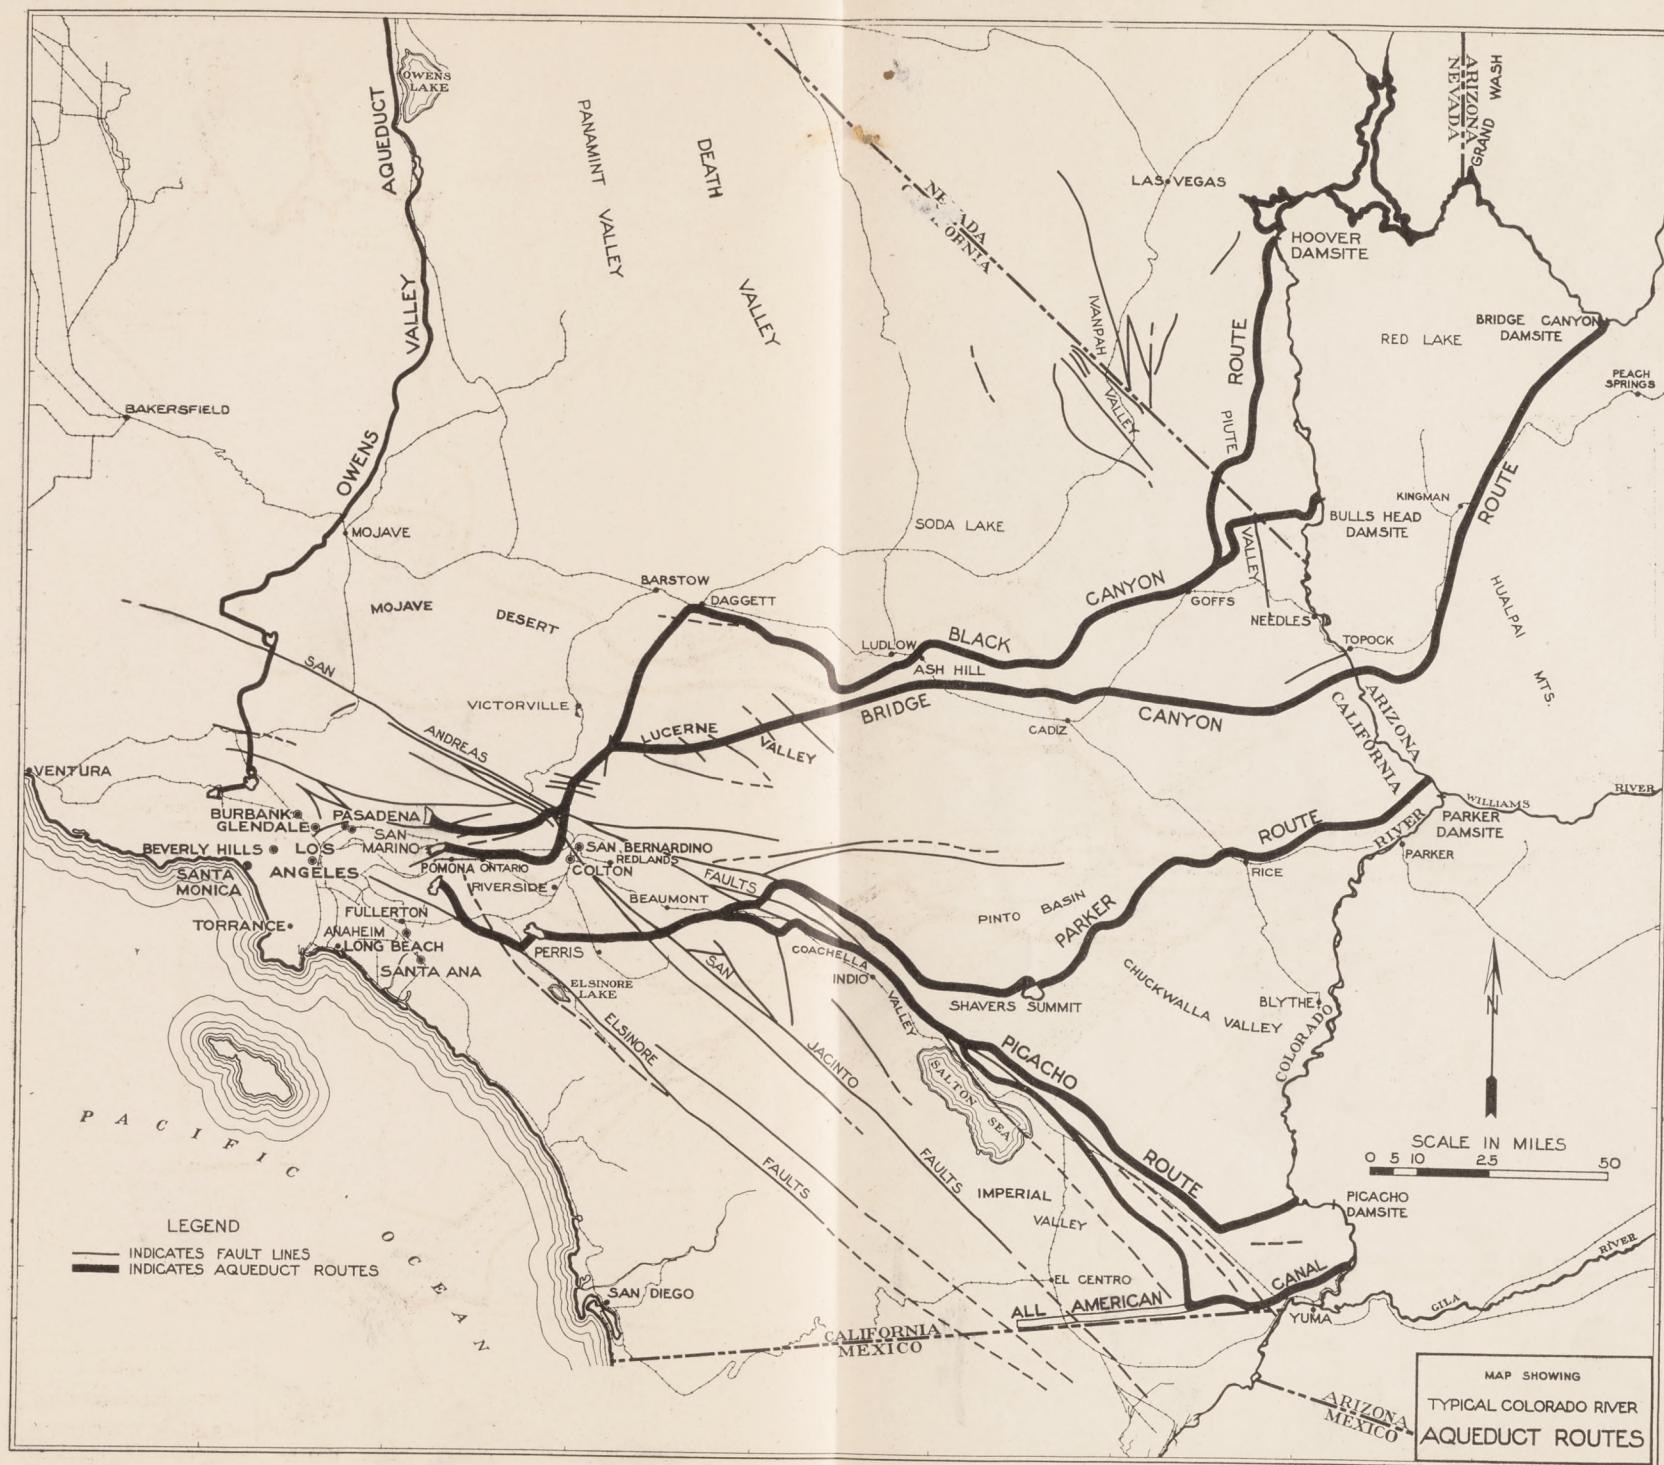 OWENS
LAKE
AQUEDUCT
VALLEY
OWENS
PANAMINT VALLEY
DEATH
VALLEY
NEVADA
CALIFORNIA
LAS VEGAS
ARIZONA
NEVADA
GRAND WASH
HOOVER
DAMSITE
BRIDGE CANYON
DAMSITE
RED LAKE
PEACH
SPRINGS
IVANPAH
VALLEY
ROUTE
PIUTE
VALLEY
BAKERSFIELD
MOJAVE
SODA LAKE
KINGMAN
ROUTE
BULLS HEAD
DAMSITE
BARSTOW
DAGGETT
MOJAVE
DESERT
CANYON
GOFFS
NEEDLES
TOPOCK
HUALPAI
MTS.
LUDLOW
BLACK
ASH HILL
SAN
ANDREAS
VICTORVILLE
LUCERNE
VALLEY
BRIDGE
CANYON
CADIZ
ARIZONA
CALIFORNIA
VENTURA
BURBANK
GLENDALE
PASADENA
SAN
MARINO
BEVERLY HILLS
LOS
ANGELES
SANTA
MONICA
POMONA
ONTARIO
SAN BERNARDINO
REDLANDS
COLTON
RIVERSIDE
FAULTS
BEAUMONT
ROUTE
RIVER
WILLIAMS
RIVER
PARKER
DAMSITE
PARKER
RICE
TORRANCE
FULLERTON
ANAHEIM
LONG BEACH
SANTA ANA
PERRIS
ELSINORE
LAKE
SAN
COACHELLA
INDIO
VALLEY
PINTO BASIN
PARKER
SHAVERS SUMMIT
CHUCKWALLA VALLEY
BLYTHE
COLORADO
N
ELSINORE
JACINTO
PICACHO
SALTON
SEA
PACIFIC
OCEAN
SCALE IN MILES
0 5 10 25 50
FAULTS
FAULTS
IMPERIAL
VALLEY
ROUTE
PICACHO
DAMSITE
LEGEND
INDICATES FAULT LINES
INDICATES AQUEDUCT ROUTES
SAN DIEGO
EL CENTRO
ALL AMERICAN
CANAL
YUMA
GILA
RIVER
CALIFORNIA
MEXICO
ARIZONA
MEXICO
MAP SHOWING
TYPICAL COLORADO RIVER
AQUEDUCT ROUTES